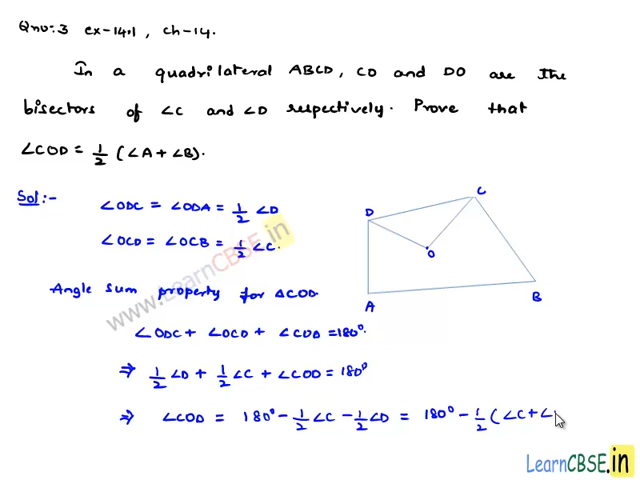 Qno:3 ex-14.1, ch-14.
In a quadrilateral ABCD, CO and DO are the
bisectors of ∠C and ∠D respectively. Prove that
∠COD = 1/2 (∠A + ∠B).
Sol:-
∠ODC = ∠ODA = 1/2 ∠D
∠OCD = ∠OCB = 1/2 ∠C.
Angle sum property for △COD
∠ODC + ∠OCD + ∠COD = 180°.
⇒ 1/2 ∠D + 1/2 ∠C + ∠COD = 180°
⇒ ∠COD = 180° - 1/2 ∠C - 1/2 ∠D = 180° - 1/2 (∠C + ∠
D
C
O
A
B
www.LearnCBSE.in
LearnCBSE.in